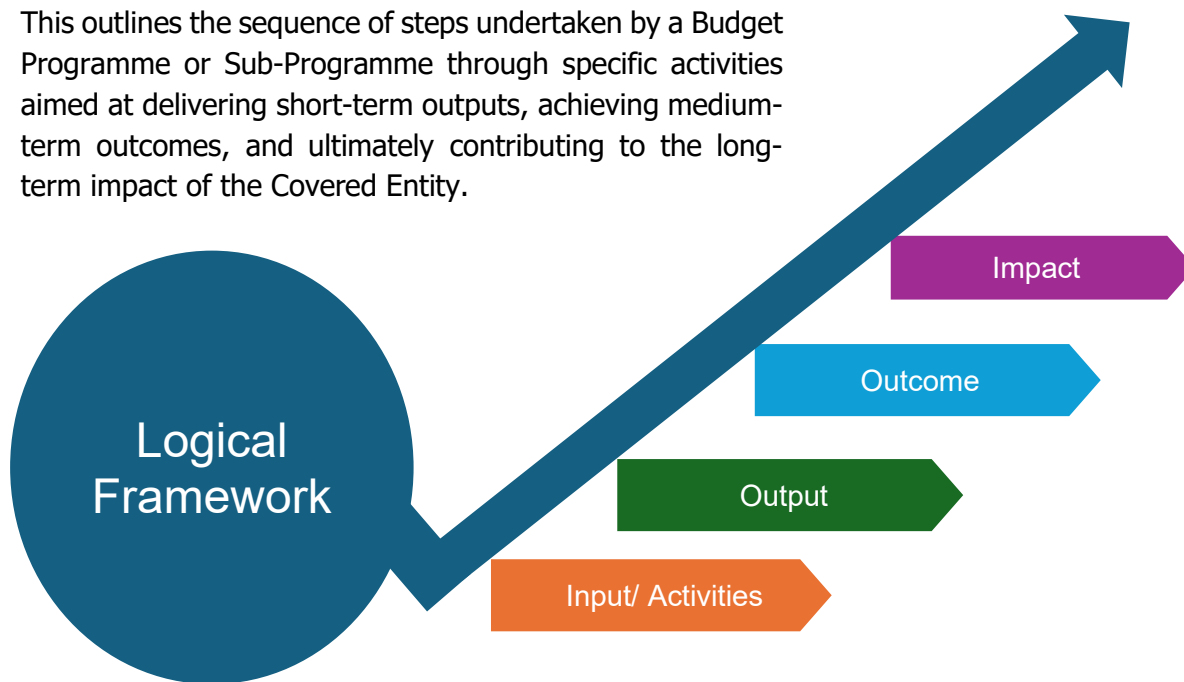 This outlines the sequence of steps undertaken by a Budget
Programme or Sub-Programme through specific activities
aimed at delivering short-term outputs, achieving medium-
term outcomes, and ultimately contributing to the long-
term impact of the Covered Entity.
Impact
Outcome
Logical
Framework
Output
Input/ Activities